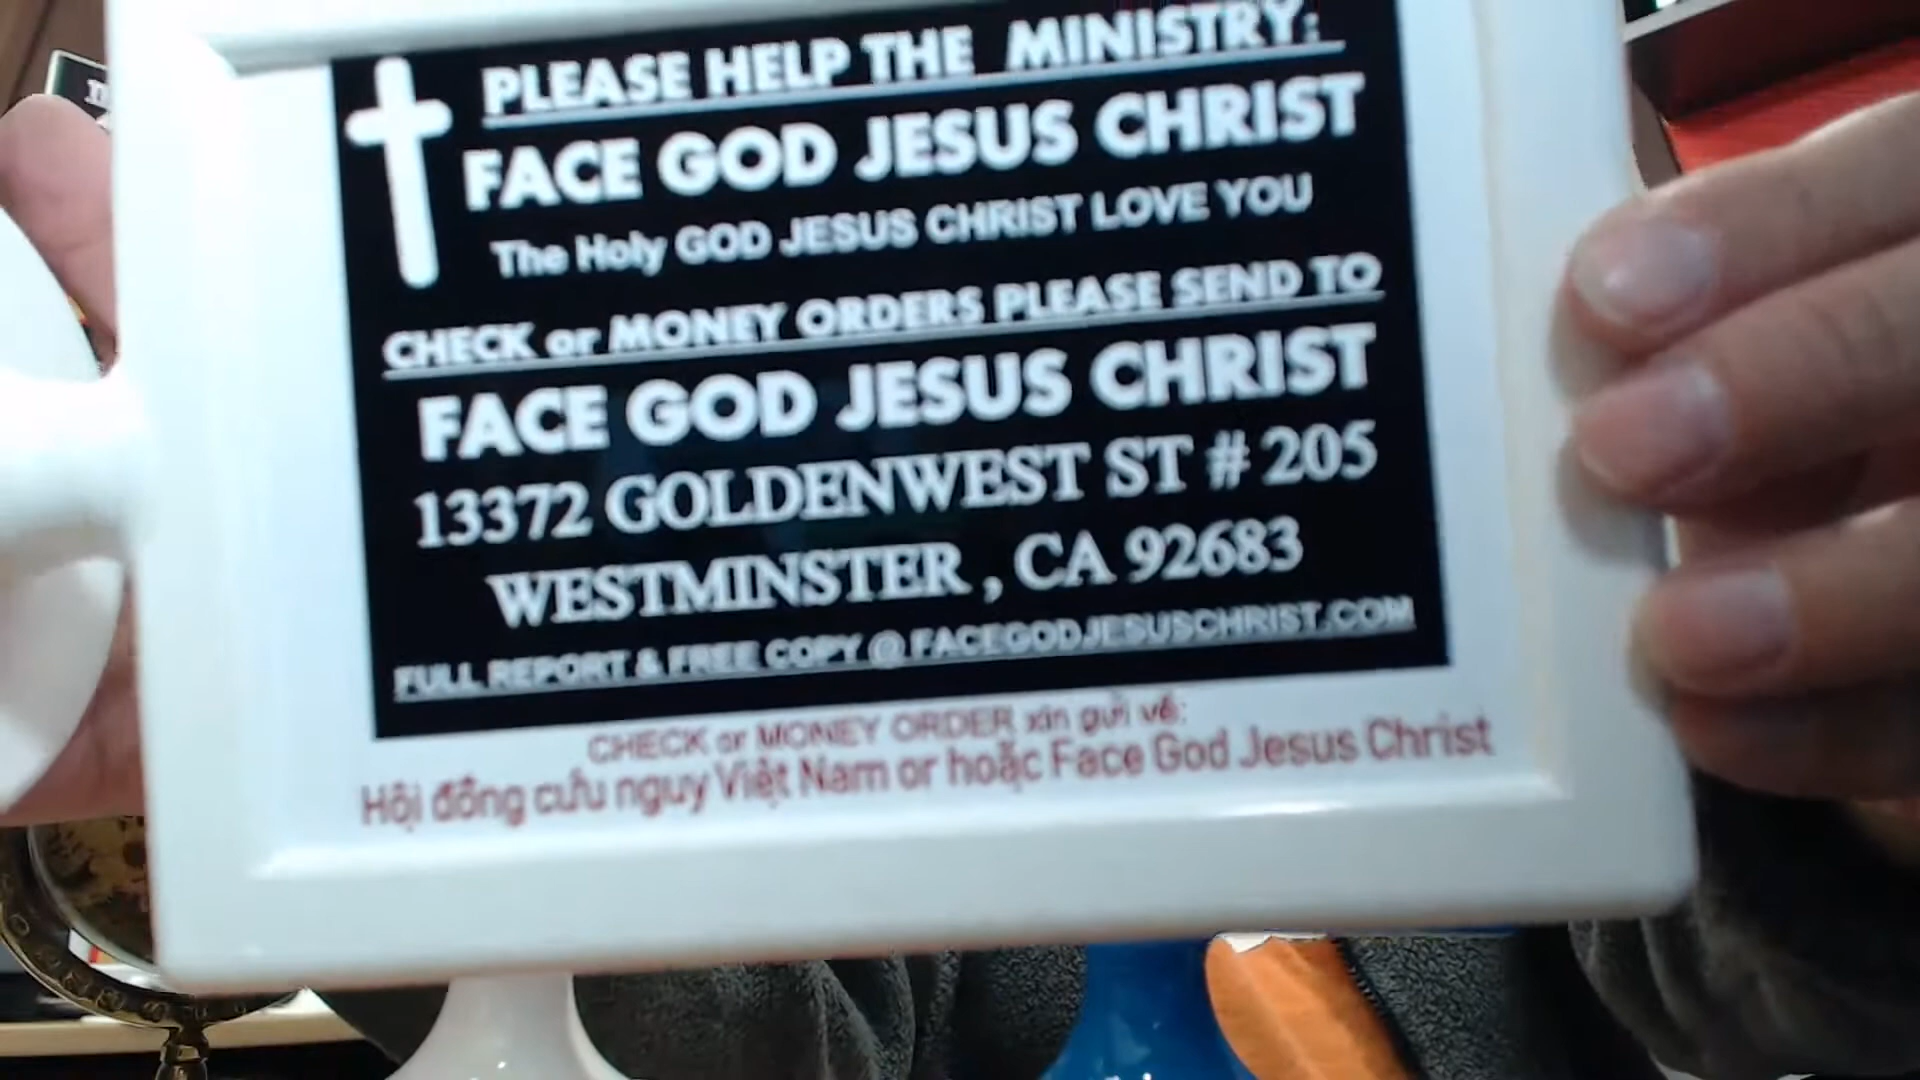 PLEASE HELP THE MINISTRY:
FACE GOD JESUS CHRIST
The Holy GOD JESUS CHRIST LOVE YOU
CHECK or MONEY ORDERS PLEASE SEND TO
FACE GOD JESUS CHRIST
13372 GOLDENWEST ST # 205
WESTMINSTER , CA 92683
FULL REPORT & FREE COPY @ FACEGODJESUSCHRIST.COM
CHECK or MONEY ORDER xin gửi về:
Hội đồng cứu nguy Việt Nam or hoặc Face God Jesus Christ